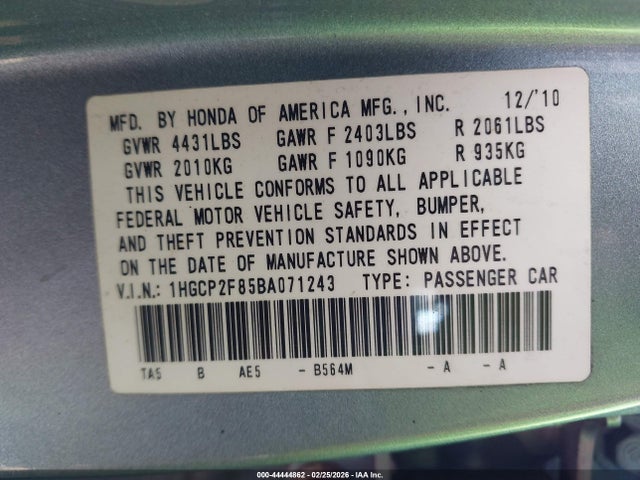 MFD. BY HONDA OF AMERICA MFG., INC. 12/'10
GVWR 4431LBS GAWR F 2403LBS R 2061LBS
GVWR 2010KG GAWR F 1090KG R 935KG
THIS VEHICLE CONFORMS TO ALL APPLICABLE
FEDERAL MOTOR VEHICLE SAFETY, BUMPER,
AND THEFT PREVENTION STANDARDS IN EFFECT
ON THE DATE OF MANUFACTURE SHOWN ABOVE.
V.I.N.: 1HGCP2F85BA071243 TYPE: PASSENGER CAR
TA5 B AE5 - B564M - A - A
000-44444862 - 02/25/2026 - IAA Inc.